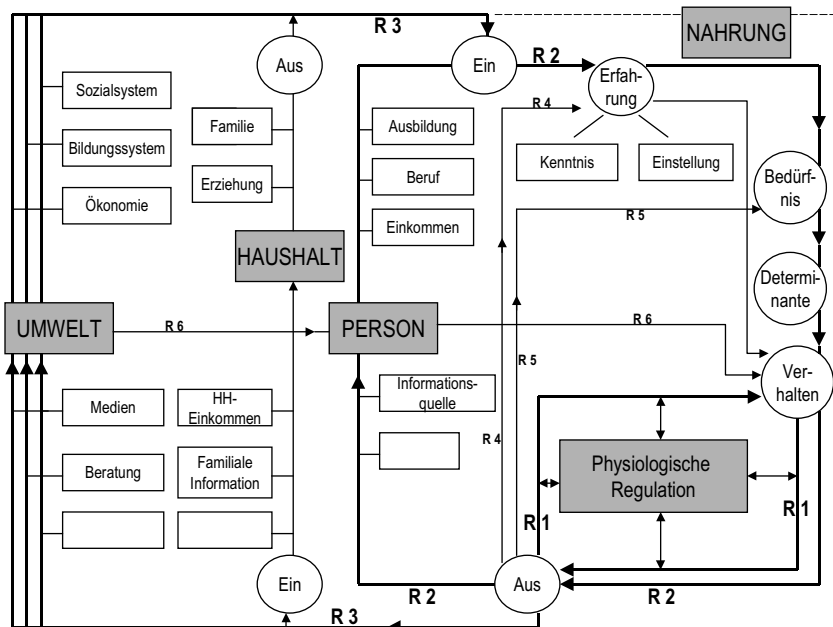 R 3
NAHRUNG
Aus
Ein
R 2
Erfah-
rung
Sozialsystem
R 4
Familie
Ausbildung
Bildungssystem
Kenntnis
Einstellung
Erziehung
Beruf
Bedürf-
nis
Ökonomie
Einkommen
R 5
HAUSHALT
Determi-
nante
UMWELT
R 6
PERSON
R 6
R 5
Ver-
halten
Informations-
quelle
Medien
HH-
Einkommen
R 4
Beratung
Familiale
Information
Physiologische
Regulation
R 1
R 1
Ein
Aus
R 2
R 2
R 3